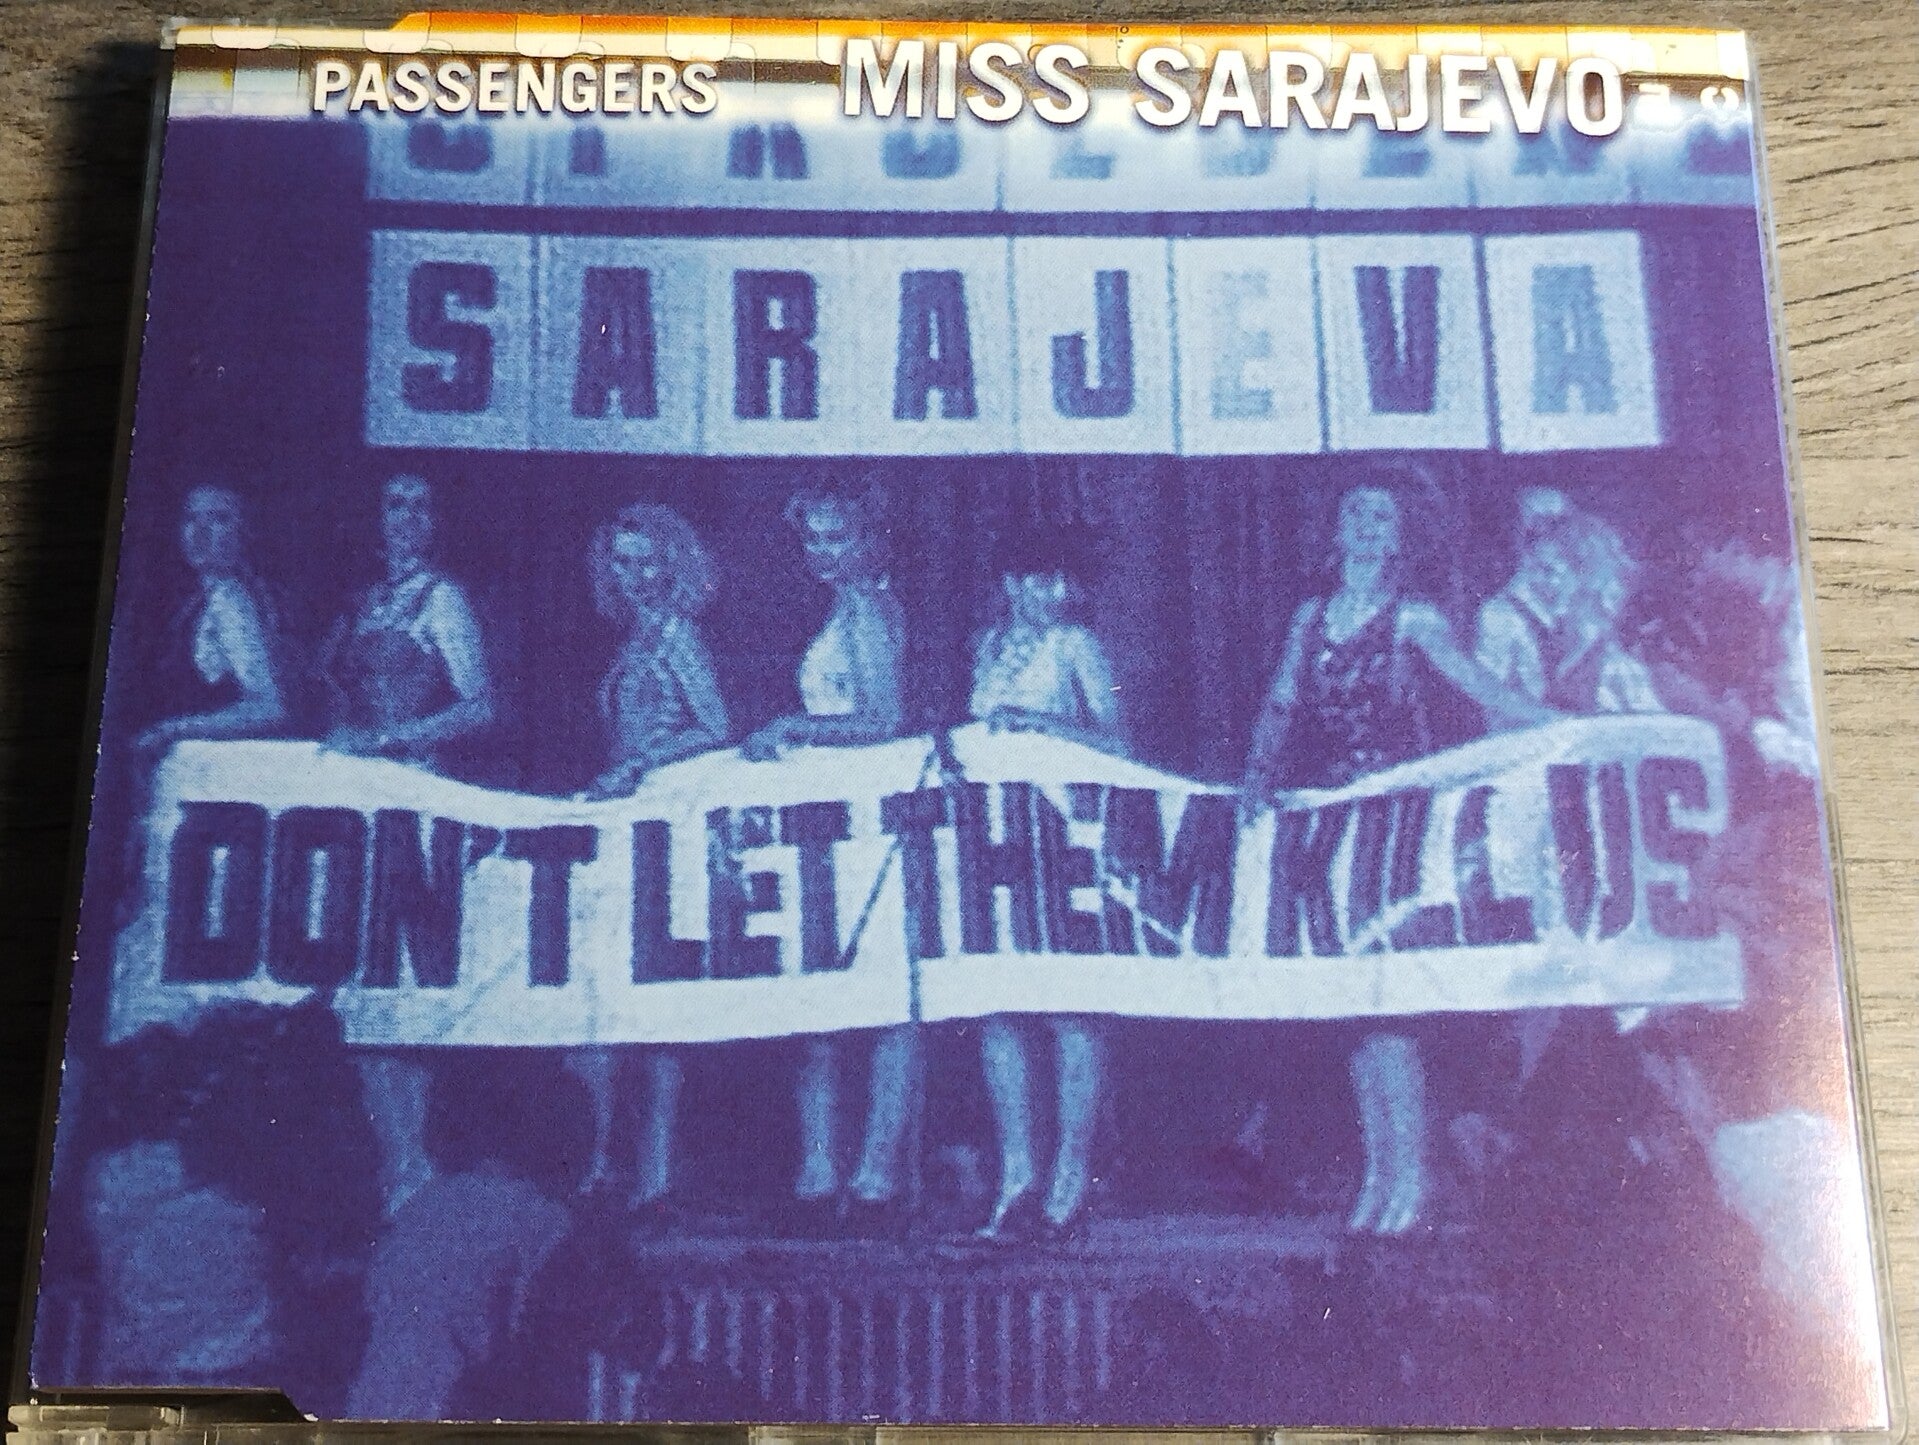 PASSENGERS MISS SARAJEVO
SARAJEVA
DON'T LET THEM KILL US